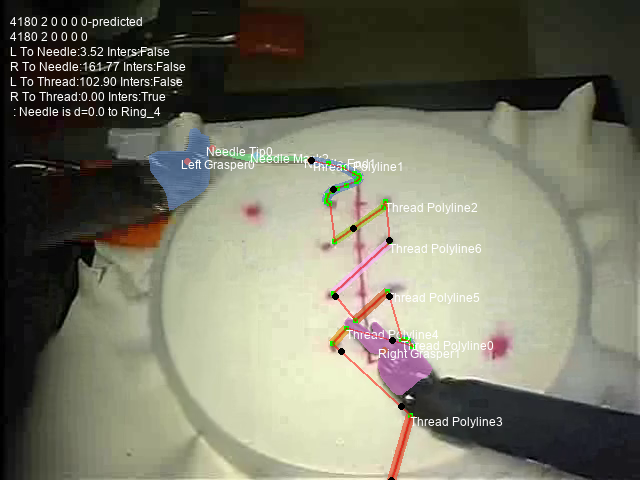 4180 2 0 0 0 0-predicted
4180 2 0 0 0 0
L To Needle:3.52 Inters:False
R To Needle:161.77 Inters:False
L To Thread:102.90 Inters:False
R To Thread:0.00 Inters:True
: Needle is d=0.0 to Ring_4
Needle Tip0
Left Grasper0
Thread Polyline1
Thread Polyline2
Thread Polyline6
Thread Polyline5
Thread Polyline4
Thread Polyline0
Right Grasper1
Thread Polyline3